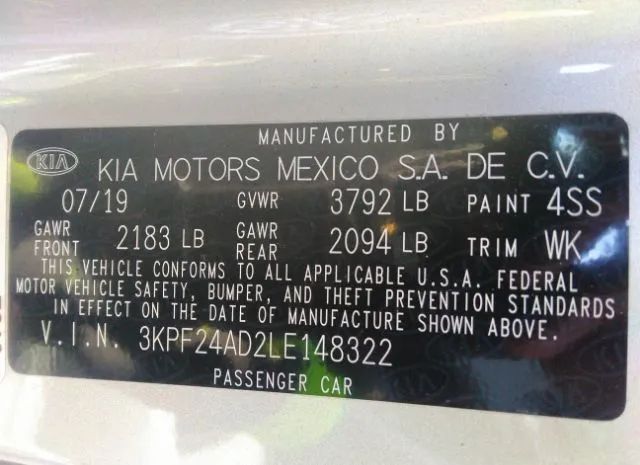 MANUFACTURED BY
KIA KIA MOTORS MEXICO S.A. DE C.V.
07/19 GVWR 3792 LB PAINT 4SS
GAWR FRONT 2183 LB GAWR REAR 2094 LB TRIM WK
THIS VEHICLE CONFORMS TO ALL APPLICABLE U.S.A. FEDERAL
MOTOR VEHICLE SAFETY, BUMPER, AND THEFT PREVENTION STANDARDS
IN EFFECT ON THE DATE OF MANUFACTURE SHOWN ABOVE.
V.I.N. 3KPF24AD2LE148322
PASSENGER CAR